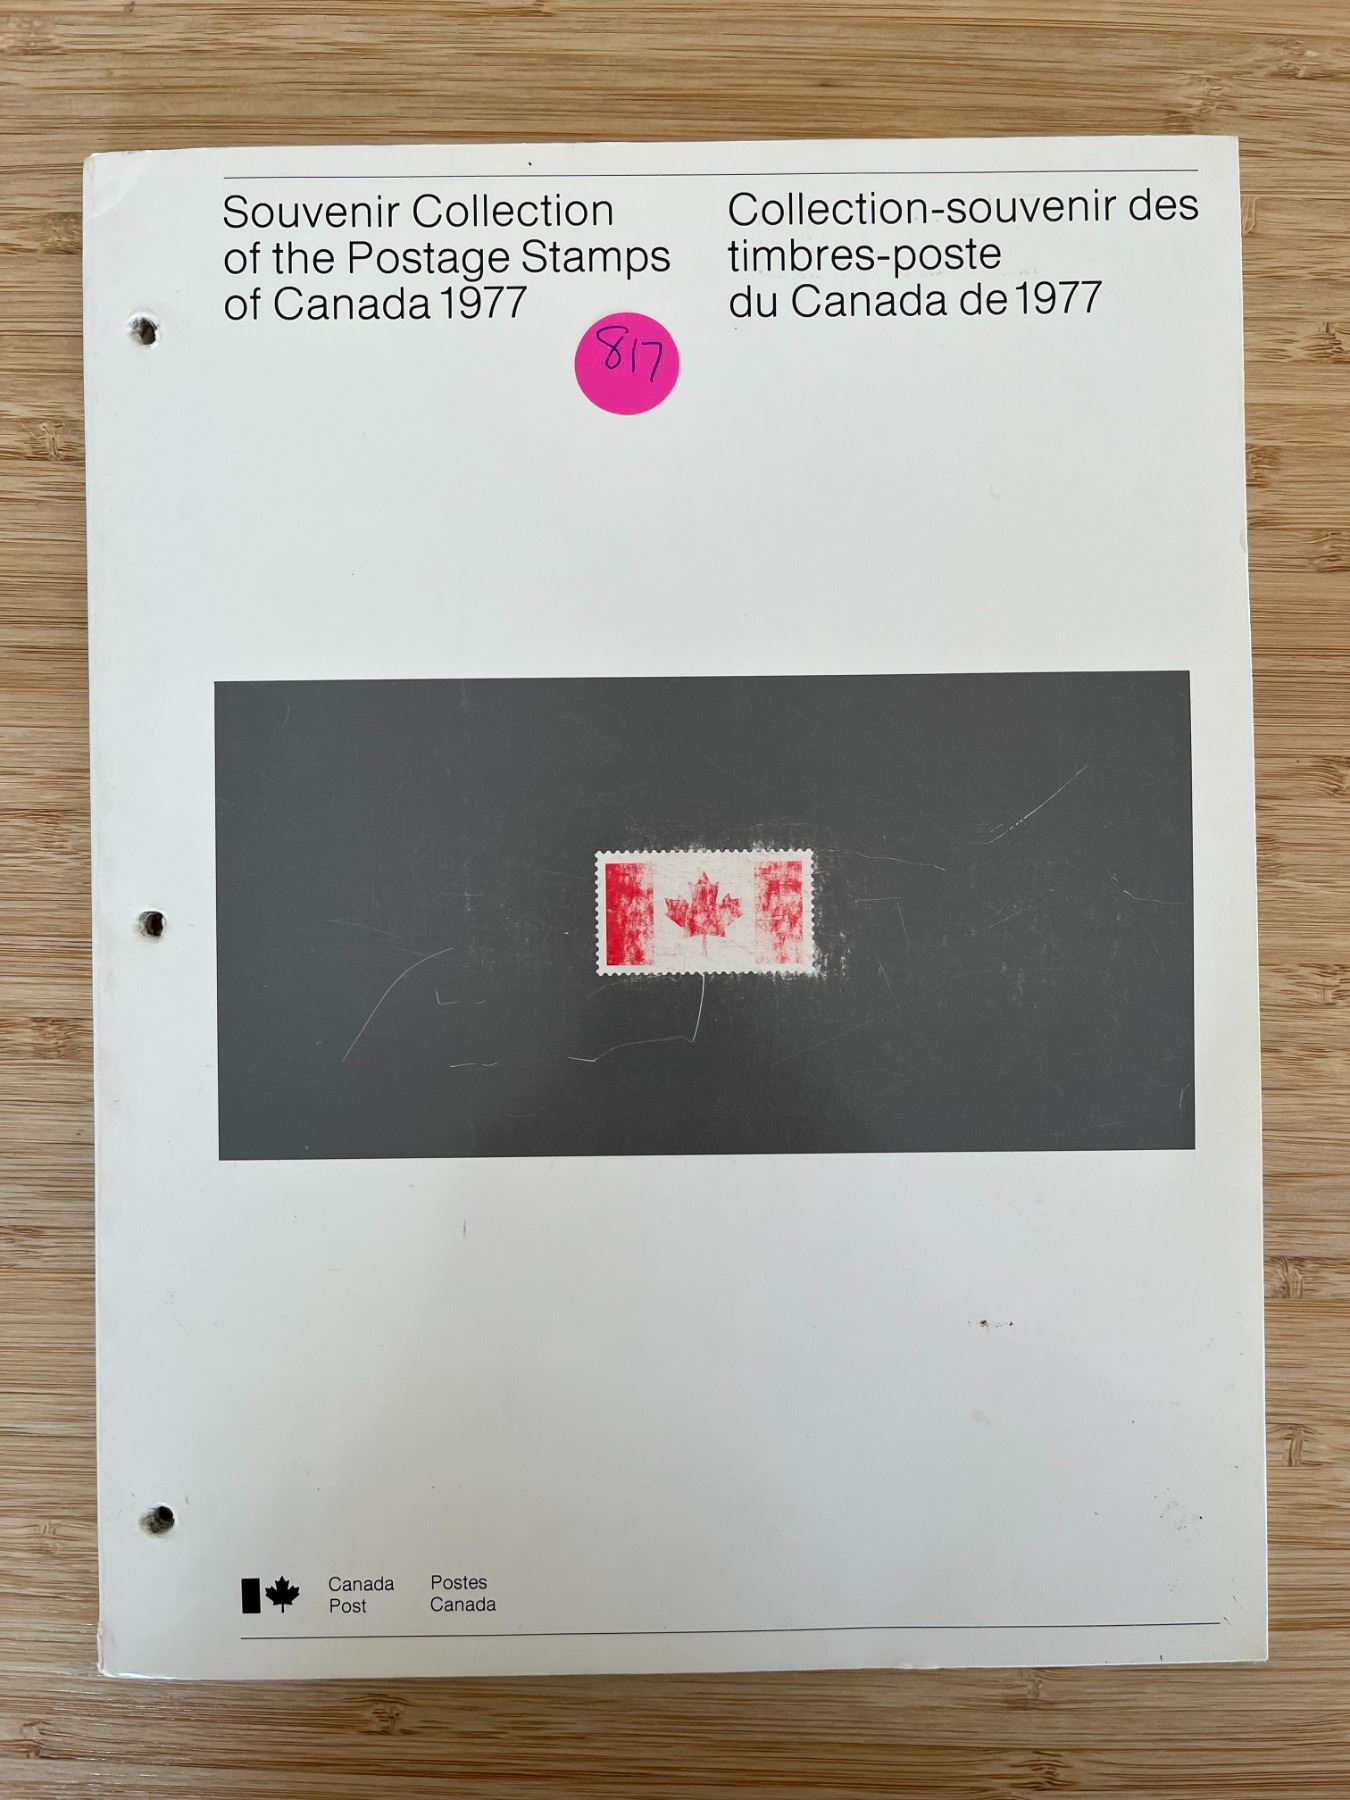 Souvenir Collection
of the Postage Stamps
of Canada 1977
Collection-souvenir des
timbres-poste
du Canada de 1977
817
Canada
Post
Postes
Canada